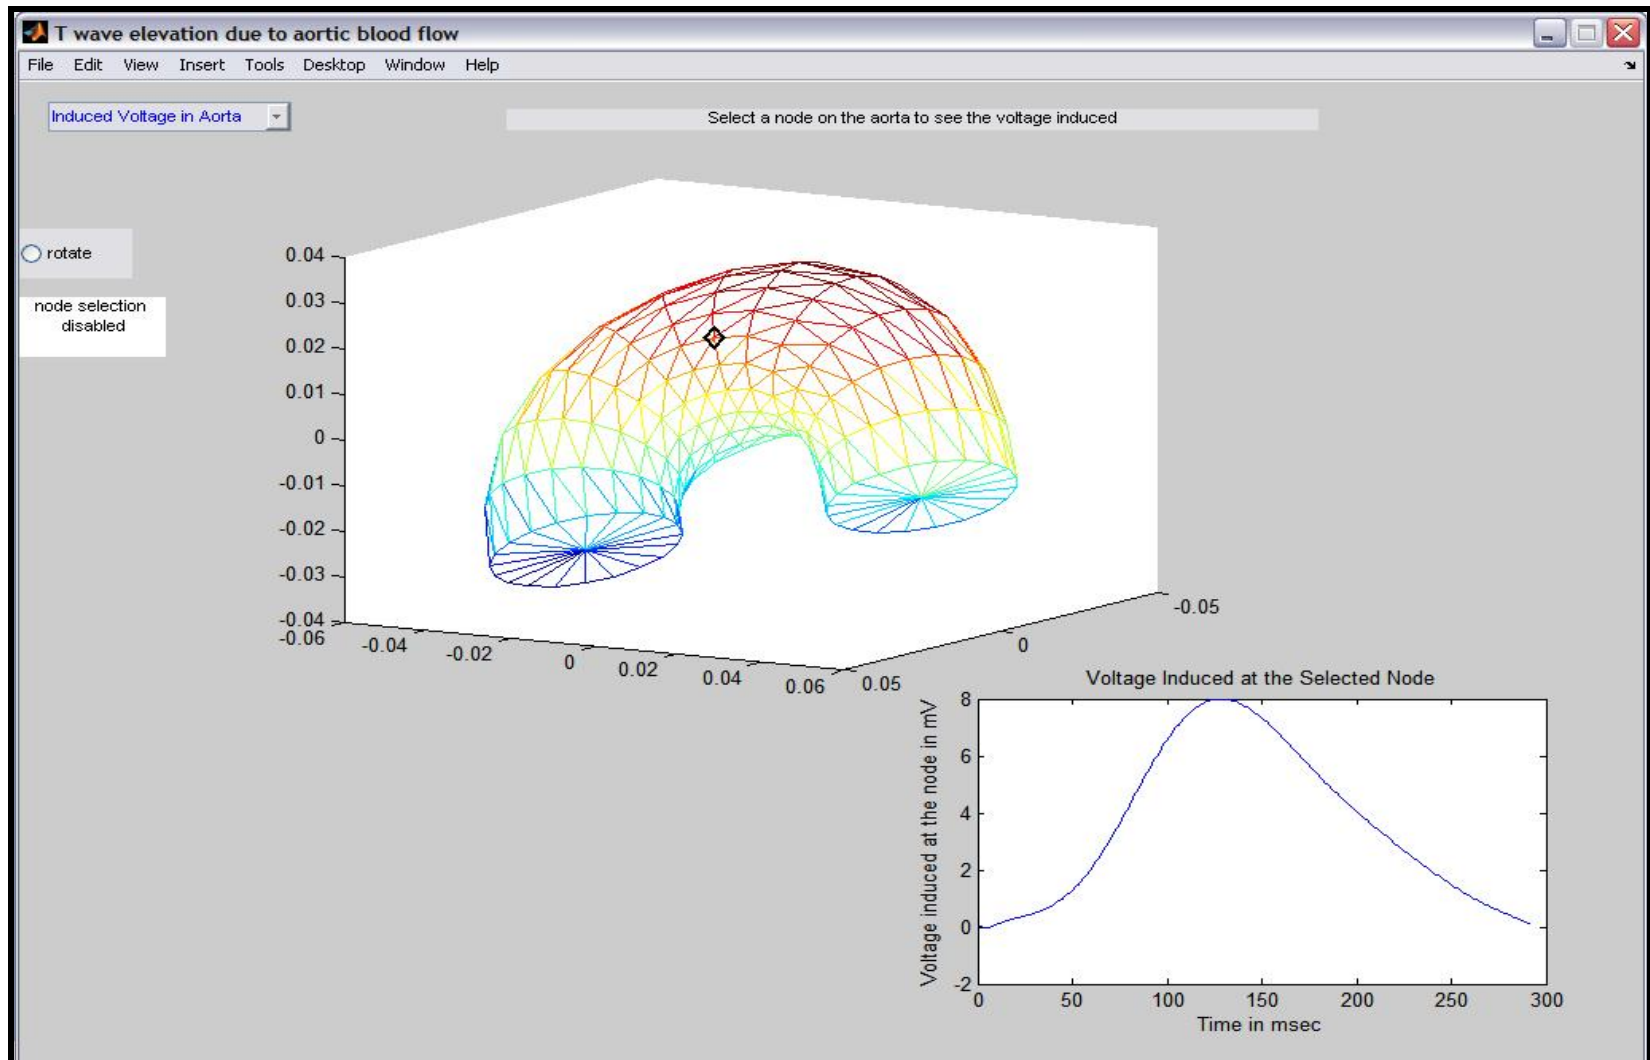 T wave elevation due to aortic blood flow
File Edit View Insert Tools Desktop Window Help
Induced Voltage in Aorta
Select a node on the aorta to see the voltage induced
rotate
node selection
disabled
0.04
0.03
0.02
0.01
0
-0.01
-0.02
-0.03
-0.04
-0.06
-0.04
-0.02
0
0.02
0.04
0.06
0.05
0
-0.05
Voltage Induced at the Selected Node
Voltage induced at the node in mV
8
6
4
2
0
-2
0 50 100 150 200 250 300
Time in msec